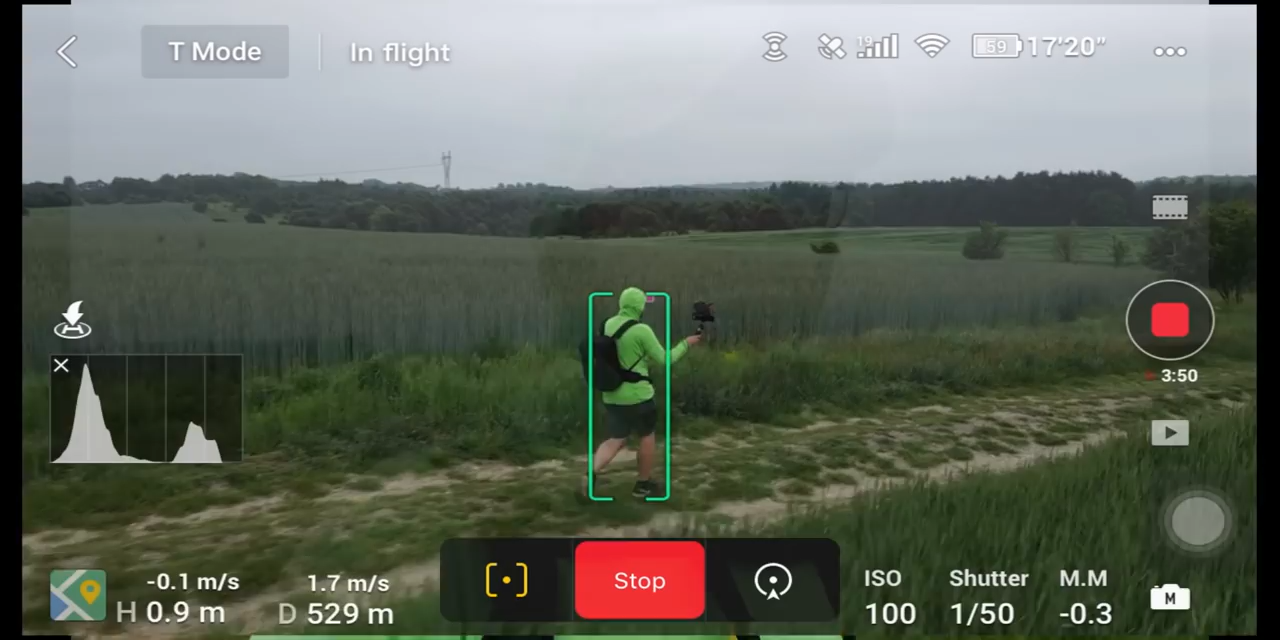 T Mode
In flight
19
59
17'20"
3:50
-0.1 m/s
1.7 m/s
H 0.9 m
D 529 m
Stop
ISO
Shutter
M.M
100
1/50
-0.3
M